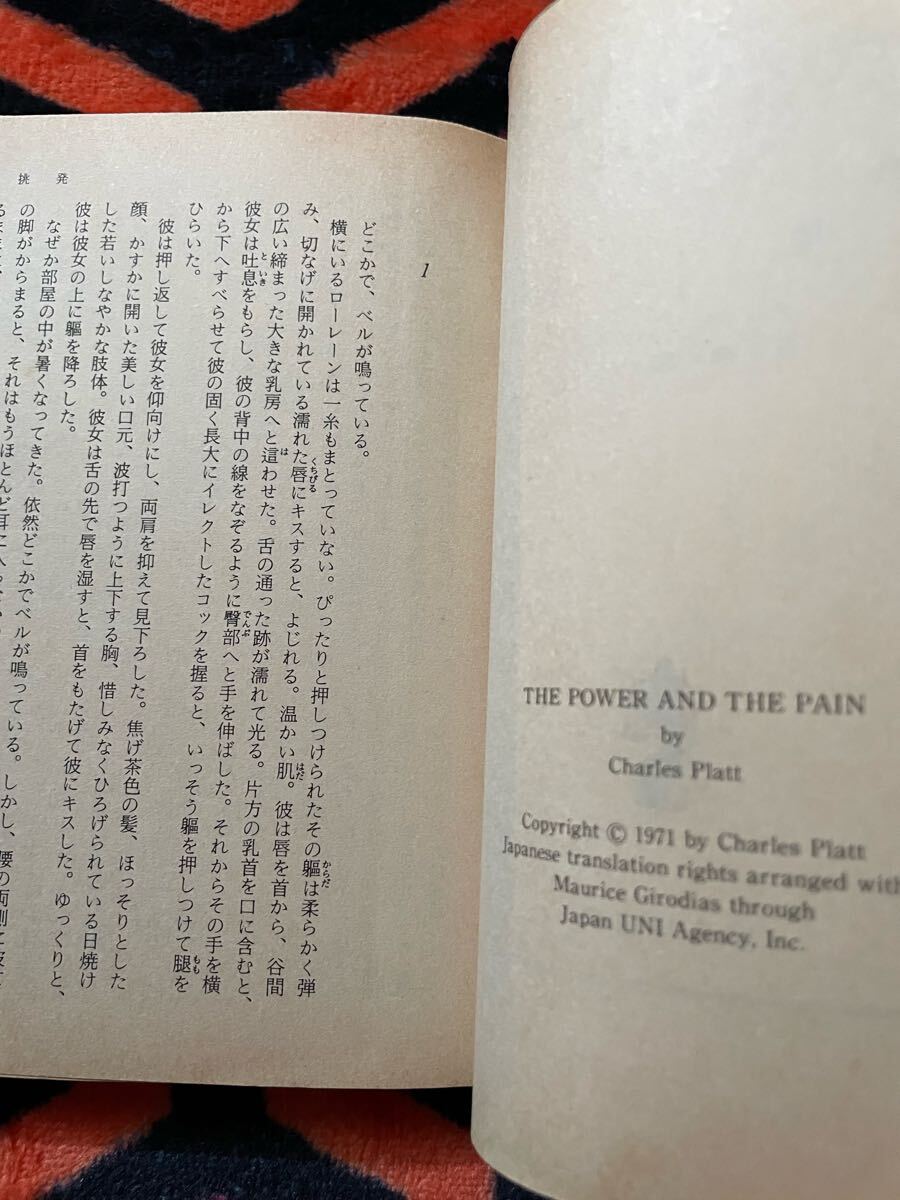 THE POWER AND THE PAIN
by
Charles Platt
Copyright © 1971 by Charles Platt
Japanese translation rights arranged with
Maurice Girodias through
Japan UNI Agency, Inc.
挑発
1
どこかで、ベルが鳴っている。
横にいるローレーンは一糸もまとっていない。ぴったりと押しつけられたその軀は柔らかく弾
み、切なげに開かれている濡れた唇にキスすると、よじれる。温かい肌。彼は唇を首から、谷間
の広い締まった大きな乳房へと這わせた。舌の通った跡が濡れて光る。片方の乳首を口に含むと、
彼女は吐息をもらし、彼の背中の線をなぞるように臀部へと手を伸ばした。それからその手を横
から下へすべらせて彼の固く長大にイレクトしたコックを握ると、いっそう軀を押しつけて腿を
ひらいた。
彼は押し返して彼女を仰向けにし、両肩を抑えて見下ろした。焦げ茶色の髪、ほっそりとした
顔、かすかに開いた美しい口元、波打つように上下する胸、惜しみなくひろげられている日焼け
した若いしなやかな肢体。彼女は舌の先で唇を湿すと、首をもたげて彼にキスした。ゆっくりと、
彼は彼女の上に軀を降ろした。
なぜか部屋の中が暑くなってきた。依然どこかでベルが鳴っている。しかし、腰の両側に彼
の脚がからまると、それはもうほとんど耳に入